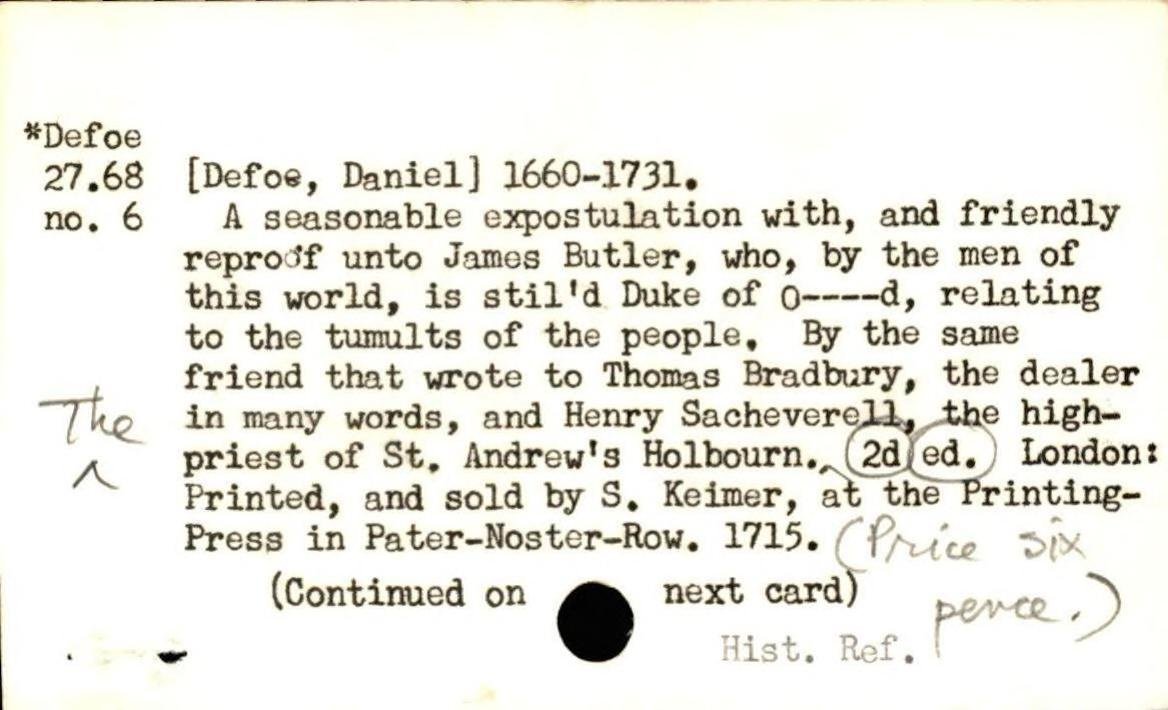 *Defoe
27.68 [Defoe, Daniel] 1660-1731.
no. 6 A seasonable expostulation with, and friendly
reproof unto James Butler, who, by the men of
this world, is stil'd Duke of O----d, relating
to the tumults of the people. By the same
friend that wrote to Thomas Bradbury, the dealer
in many words, and Henry Sacheverell, the high-
The
^
priest of St. Andrew's Holbourn. 2d ed. London:
Printed, and sold by S. Keimer, at the Printing-
Press in Pater-Noster-Row. 1715. (Price six
pence.)
(Continued on next card)
Hist. Ref.